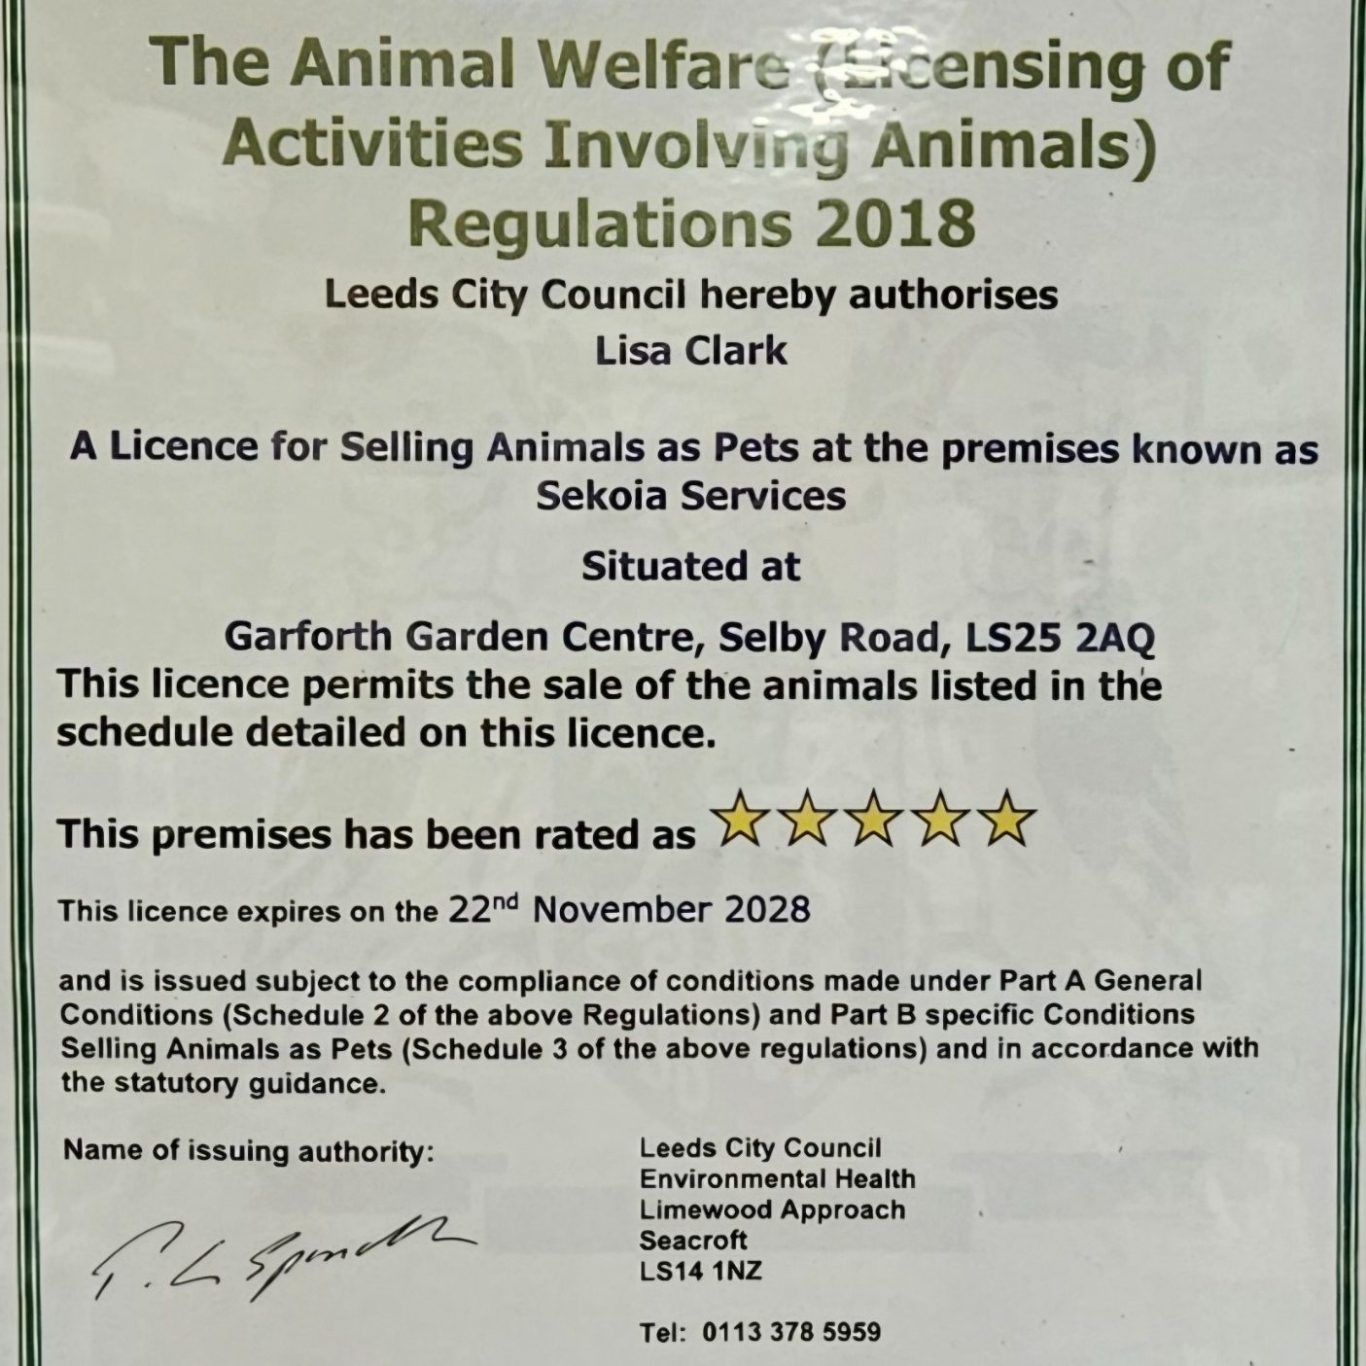 The Animal Welfare (Licensing of
Activities Involving Animals)
Regulations 2018
Leeds City Council hereby authorises
Lisa Clark
A Licence for Selling Animals as Pets at the premises known as
Sekoia Services
Situated at
Garforth Garden Centre, Selby Road, LS25 2AQ
This licence permits the sale of the animals listed in the
schedule detailed on this licence.
This premises has been rated as
This licence expires on the 22nd November 2028
and is issued subject to the compliance of conditions made under Part A General
Conditions (Schedule 2 of the above Regulations) and Part B specific Conditions
Selling Animals as Pets (Schedule 3 of the above regulations) and in accordance with
the statutory guidance.
Name of issuing authority:
Leeds City Council
Environmental Health
Limewood Approach
Seacroft
LS14 1NZ
Tel: 0113 378 5959